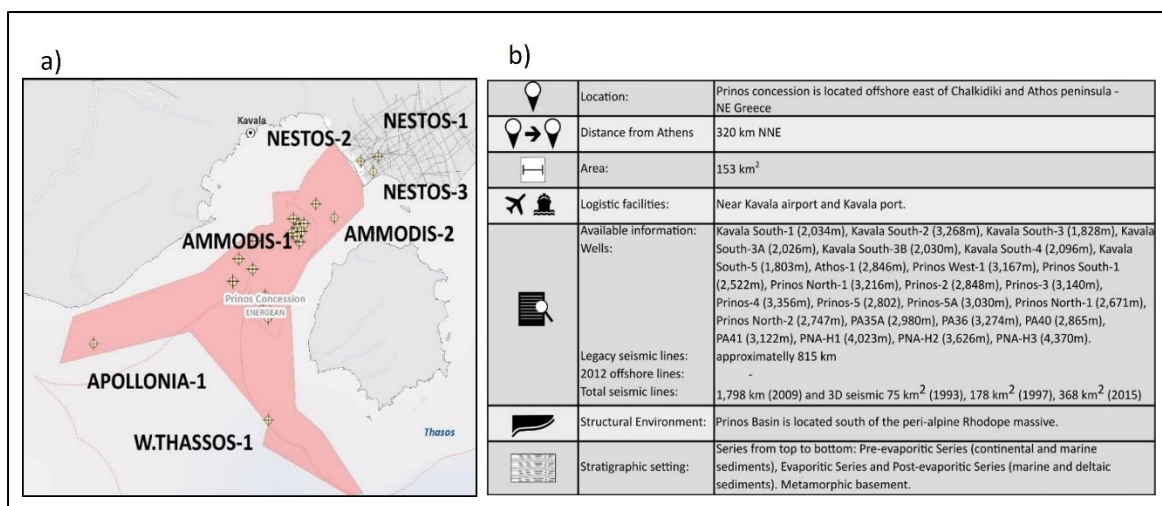 a)
Kavala
NESTOS-1
NESTOS-2
NESTOS-3
AMMODIS-1
AMMODIS-2
Prinos Concession
ENERGEAN
APOLLONIA-1
W.THASSOS-1
Thasos
b)
Location:
Prinos concession is located offshore east of Chalkidiki and Athos peninsula -
NE Greece
Distance from Athens
320 km NNE
Area:
153 km²
Logistic facilities:
Near Kavala airport and Kavala port.
Available information:
Wells:
Kavala South-1 (2,034m), Kavala South-2 (3,268m), Kavala South-3 (1,828m), Kavala
South-3A (2,026m), Kavala South-3B (2,030m), Kavala South-4 (2,096m), Kavala
South-5 (1,803m), Athos-1 (2,846m), Prinos West-1 (3,167m), Prinos South-1
(2,522m), Prinos North-1 (3,216m), Prinos-2 (2,848m), Prinos-3 (3,140m),
Prinos-4 (3,356m), Prinos-5 (2,802), Prinos-5A (3,030m), Prinos North-1 (2,671m),
Prinos North-2 (2,747m), PA35A (2,980m), PA36 (3,274m), PA40 (2,865m),
PA41 (3,122m), PNA-H1 (4,023m), PNA-H2 (3,626m), PNA-H3 (4,370m).
Legacy seismic lines:
approximatelly 815 km
2012 offshore lines:
-
Total seismic lines:
1,798 km (2009) and 3D seismic 75 km² (1993), 178 km² (1997), 368 km² (2015)
Structural Environment:
Prinos Basin is located south of the peri-alpine Rhodope massive.
Stratigraphic setting:
Series from top to bottom: Pre-evaporitic Series (continental and marine
sediments), Evaporitic Series and Post-evaporitic Series (marine and deltaic
sediments). Metamorphic basement.